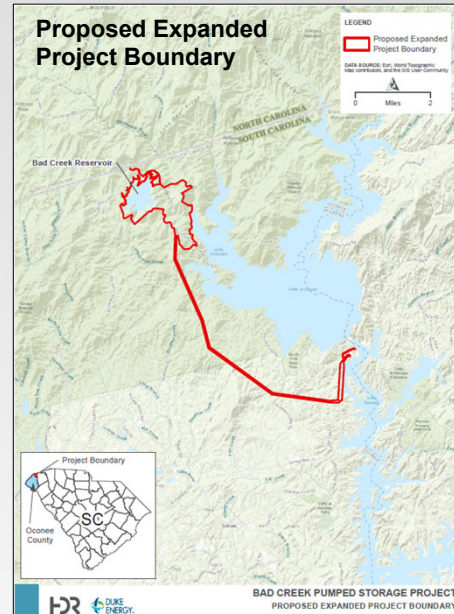 Proposed Expanded
Project Boundary
LEGEND
Proposed Expanded
Project Boundary
DATA SOURCE: Esri, World Topographic
Map contributors, and the GIS User Community
0 Miles 2
NORTH CAROLINA
SOUTH CAROLINA
Bad Creek Reservoir
Project Boundary
SC
Oconee
County
HDR DUKE
ENERGY
BAD CREEK PUMPED STORAGE PROJECT
PROPOSED EXPANDED PROJECT BOUNDARY